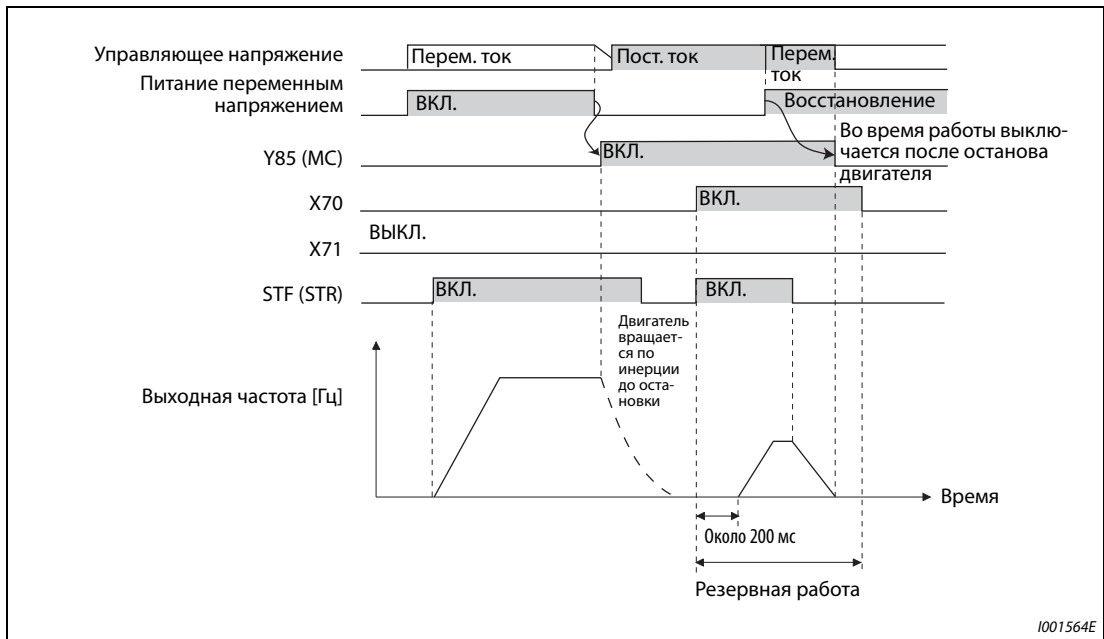 Управляющее напряжение
Перем. ток
Пост. ток
Перем.
ток
Питание переменным
напряжением
ВКЛ.
Восстановление
Y85 (MC)
ВКЛ.
Во время работы выклю-
чается после останова
двигателя
X70
ВКЛ.
X71
ВЫКЛ.
STF (STR)
ВКЛ.
ВКЛ.
Двигатель
вращает-
ся по
инерции
до оста-
новки
Выходная частота [Гц]
Время
Около 200 мс
Резервная работа
I001564E